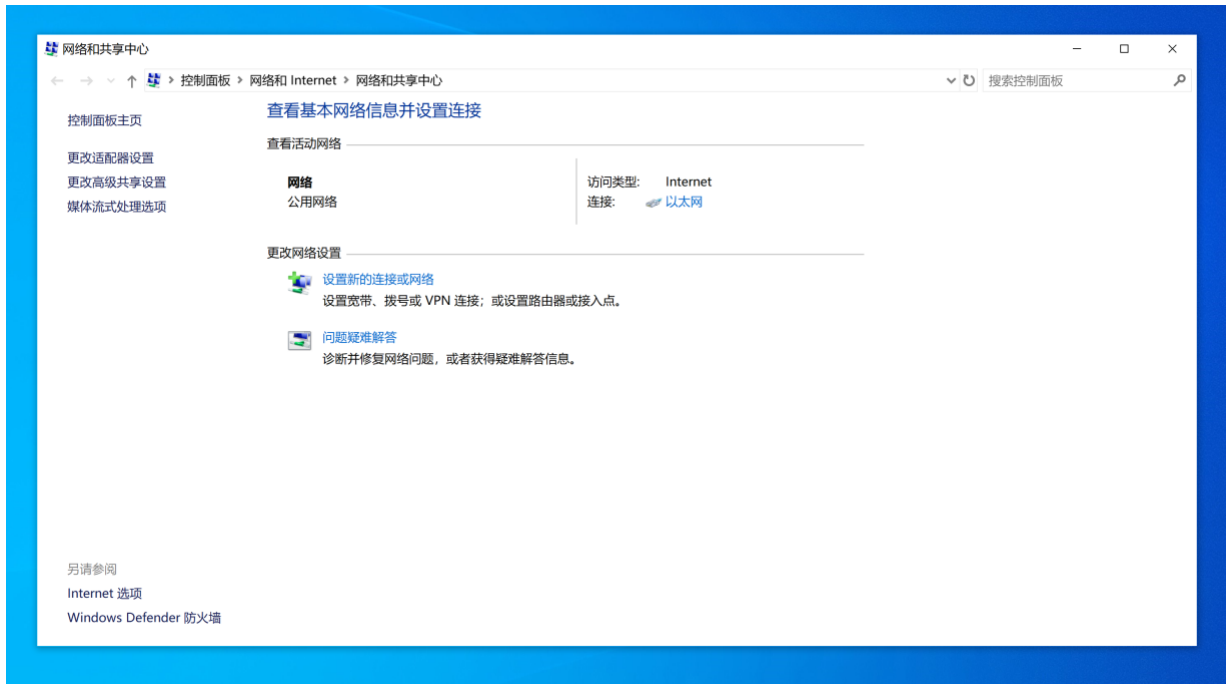 网络和共享中心
控制面板 网络和 Internet 网络和共享中心
搜索控制面板
控制面板主页
更改适配器设置
更改高级共享设置
媒体流式处理选项
查看基本网络信息并设置连接
查看活动网络
网络
公用网络
访问类型: Internet
连接: 以太网
更改网络设置
设置新的连接或网络
设置宽带、拨号或 VPN 连接；或设置路由器或接入点。
问题疑难解答
诊断并修复网络问题，或者获得疑难解答信息。
另请参阅
Internet 选项
Windows Defender 防火墙